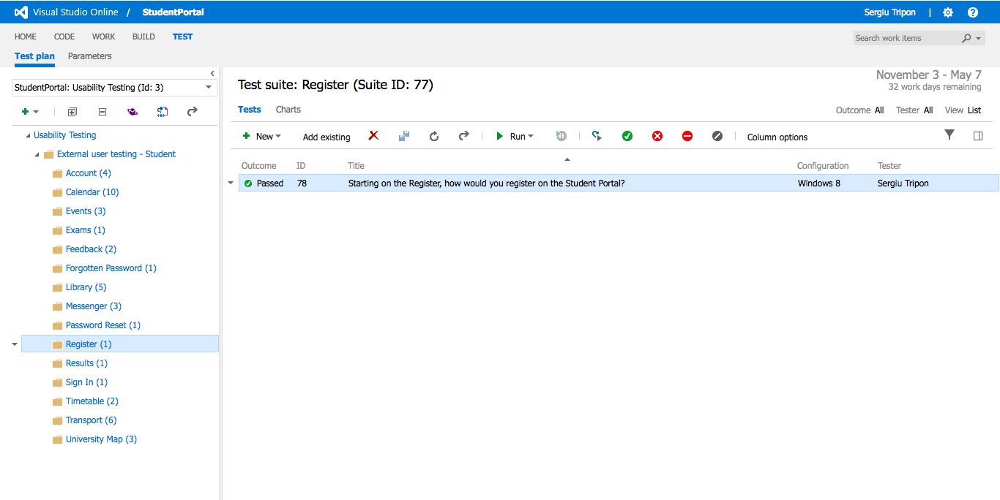 Visual Studio Online / StudentPortal
Sergiu Tripon |
HOME CODE WORK BUILD TEST
Search work items
Test plan Parameters
StudentPortal: Usability Testing (Id: 3)
Usability Testing
External user testing - Student
Account (4)
Calendar (10)
Events (3)
Exams (1)
Feedback (2)
Forgotten Password (1)
Library (5)
Messenger (3)
Password Reset (1)
Register (1)
Results (1)
Sign In (1)
Timetable (2)
Transport (6)
University Map (3)
Test suite: Register (Suite ID: 77)
November 3 - May 7
32 work days remaining
Tests Charts
Outcome All Tester All View List
New Add existing Run Column options
Outcome ID Title Configuration Tester
Passed 78 Starting on the Register, how would you register on the Student Portal? Windows 8 Sergiu Tripon